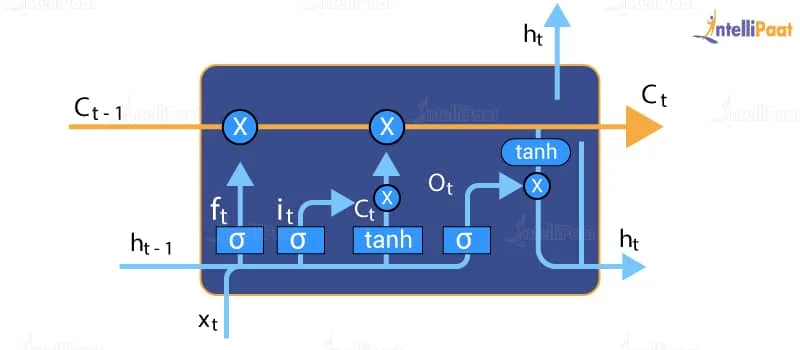 hₜ
INTELLIPAAT
Cₜ₋₁
X
X
Cₜ
tanh
fₜ
iₜ
X
Cₜ
Oₜ
X
hₜ₋₁
σ
σ
tanh
σ
hₜ
xₜ